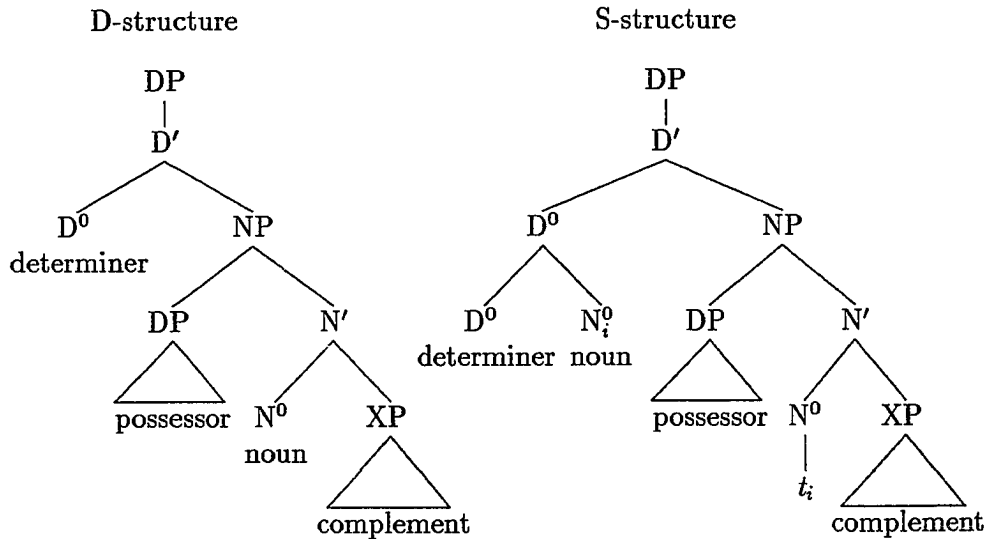 D-structure S-structure
DP DP
D′ D′
D⁰ NP D⁰ NP
determiner
DP N′ D⁰ N⁰ᵢ DP N′
determiner noun
possessor N⁰ XP possessor N⁰ XP
noun
tᵢ
complement complement